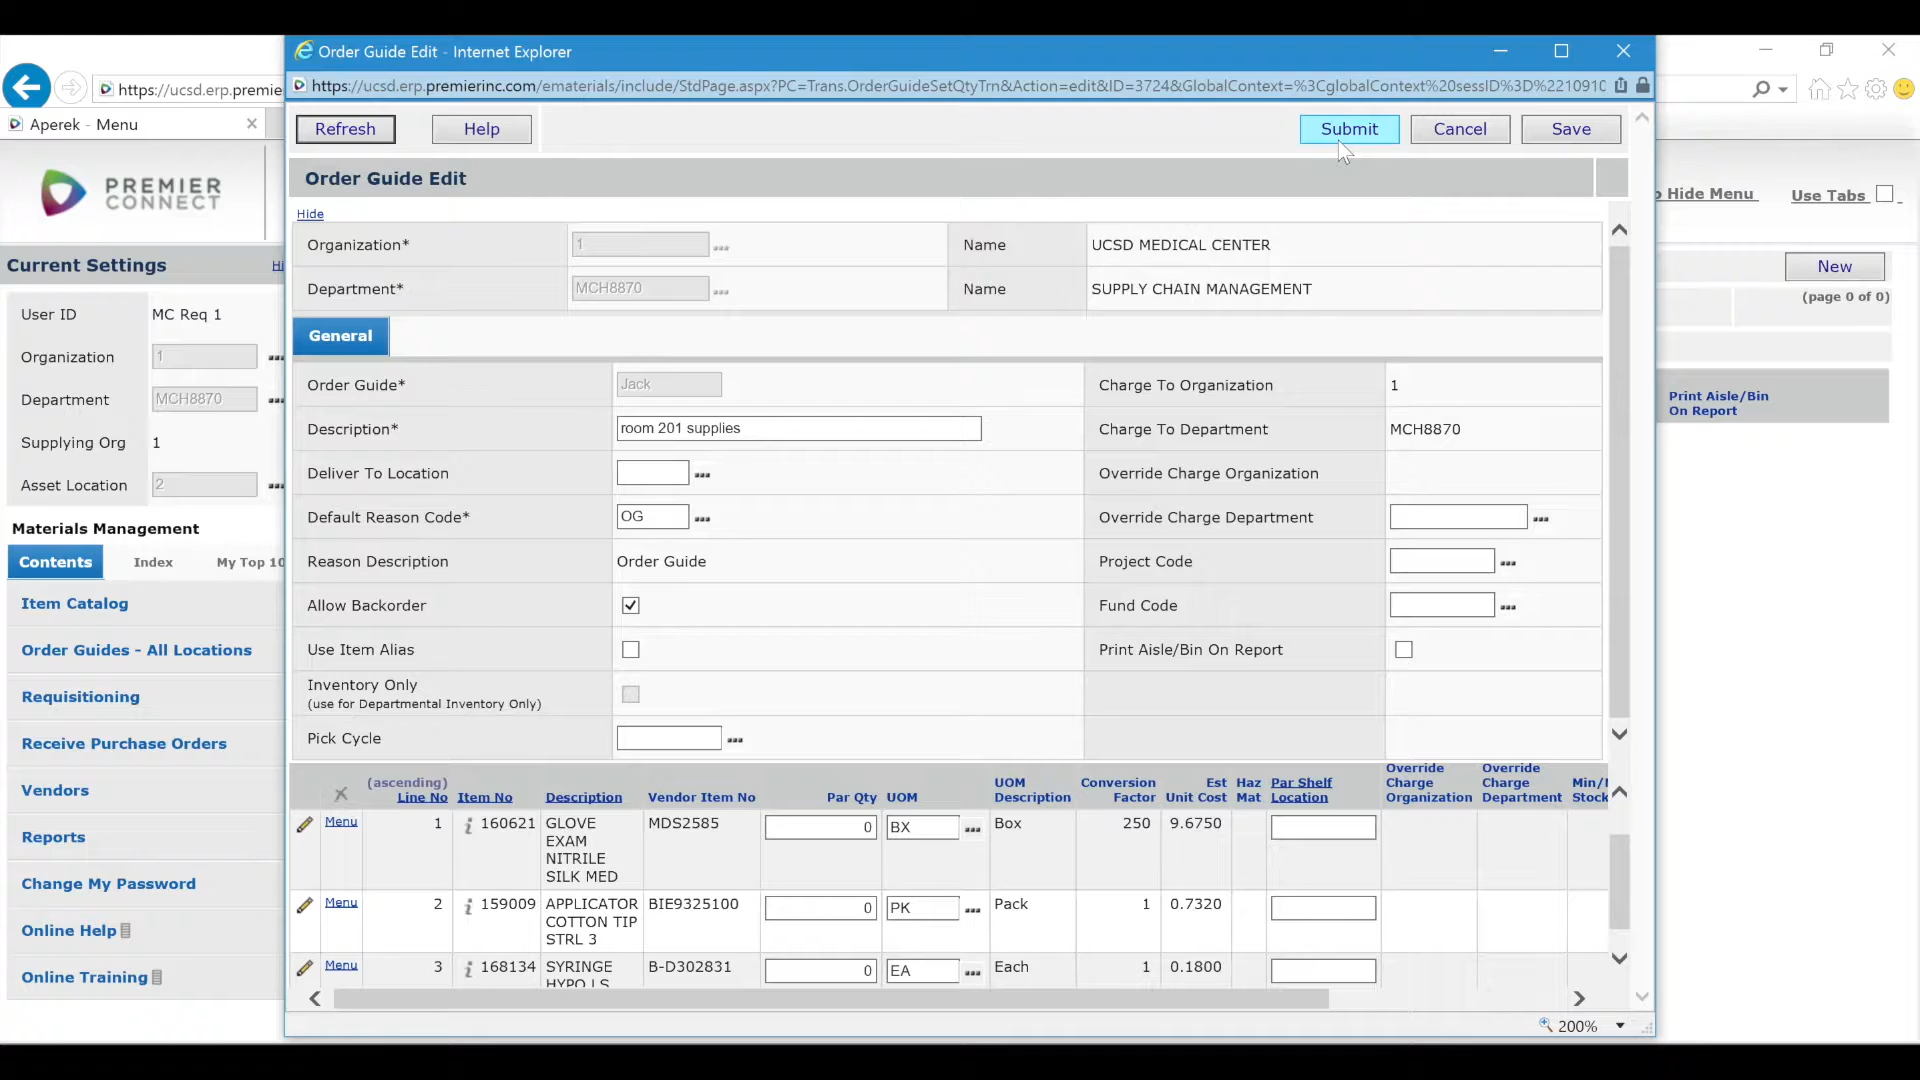 Order Guide Edit - Internet Explorer
https://ucsd.erp.premierinc.com/ematerials/include/StdPage.aspx?PC=Trans.OrderGuideSetQtyTrn&Action=edit&ID=3724&GlobalContext=%3CglobalContext%20sessID%3D%2210910
https://ucsd.erp.premie
Aperek - Menu
Refresh
Help
Submit
Cancel
Save
PREMIER
CONNECT
Hide Menu
Use Tabs
Current Settings
Hi
User ID MC Req 1
Organization 1
Department MCH8870
Supplying Org 1
Asset Location 2
Materials Management
Contents Index My Top 10
Item Catalog
Order Guides - All Locations
Requisitioning
Receive Purchase Orders
Vendors
Reports
Change My Password
Online Help
Online Training
Order Guide Edit
Hide
Organization* 1 Name UCSD MEDICAL CENTER
Department* MCH8870 Name SUPPLY CHAIN MANAGEMENT
General
Order Guide* Jack Charge To Organization 1
Description* room 201 supplies Charge To Department MCH8870
Deliver To Location Override Charge Organization
Default Reason Code* OG Override Charge Department
Reason Description Order Guide Project Code
Allow Backorder Fund Code
Use Item Alias Print Aisle/Bin On Report
Inventory Only
(use for Departmental Inventory Only)
Pick Cycle
New
(page 0 of 0)
Print Aisle/Bin
On Report
(ascending)
Line No Item No Description Vendor Item No Par Qty UOM
UOM
Description
Conversion
Factor
Est
Unit Cost
Haz
Mat
Par Shelf
Location
Override
Charge
Organization
Override
Charge
Department
Min/
Stock
Menu 1 160621 GLOVE MDS2585 0 BX Box 250 9.6750
EXAM
NITRILE
SILK MED
Menu 2 159009 APPLICATOR BIE9325100 0 PK Pack 1 0.7320
COTTON TIP
STRL 3
Menu 3 168134 SYRINGE B-D302831 0 EA Each 1 0.1800
HYPO LS
200%